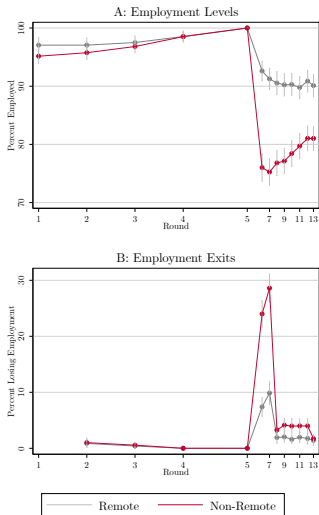 A: Employment Levels
Percent Employed
100
90
80
70
1 2 3 4 5 7 9 11 13
Round
B: Employment Exits
Percent Losing Employment
30
20
10
0
1 2 3 4 5 7 9 11 13
Round
Remote Non-Remote